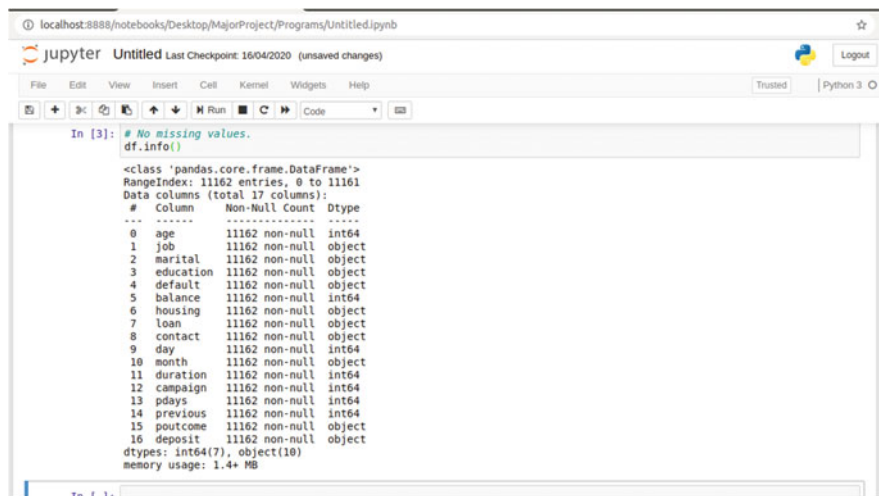 localhost:8888/notebooks/Desktop/MajorProject/Programs/Untitled.ipynb
jupyter Untitled Last Checkpoint: 16/04/2020 (unsaved changes)
Logout
File Edit View Insert Cell Kernel Widgets Help
Trusted Python 3
Run Code
In [3]: # No missing values.
df.info()
<class 'pandas.core.frame.DataFrame'>
RangeIndex: 11162 entries, 0 to 11161
Data columns (total 17 columns):
# Column Non-Null Count Dtype
--- ------ -------------- -----
0 age 11162 non-null int64
1 job 11162 non-null object
2 marital 11162 non-null object
3 education 11162 non-null object
4 default 11162 non-null object
5 balance 11162 non-null int64
6 housing 11162 non-null object
7 loan 11162 non-null object
8 contact 11162 non-null object
9 day 11162 non-null int64
10 month 11162 non-null object
11 duration 11162 non-null int64
12 campaign 11162 non-null int64
13 pdays 11162 non-null int64
14 previous 11162 non-null int64
15 poutcome 11162 non-null object
16 deposit 11162 non-null object
dtypes: int64(7), object(10)
memory usage: 1.4+ MB
In [ ]: